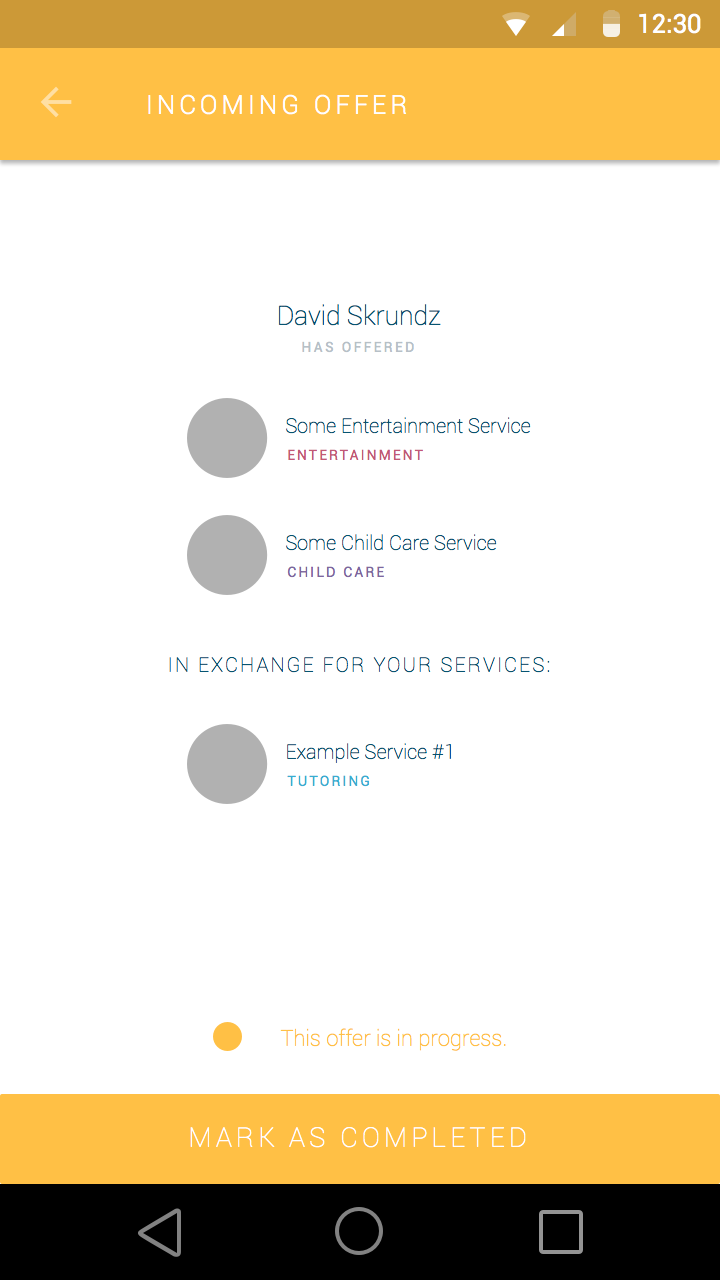 12:30
INCOMING OFFER
David Skrundz
HAS OFFERED
Some Entertainment Service
ENTERTAINMENT
Some Child Care Service
CHILD CARE
IN EXCHANGE FOR YOUR SERVICES:
Example Service #1
TUTORING
This offer is in progress.
MARK AS COMPLETED